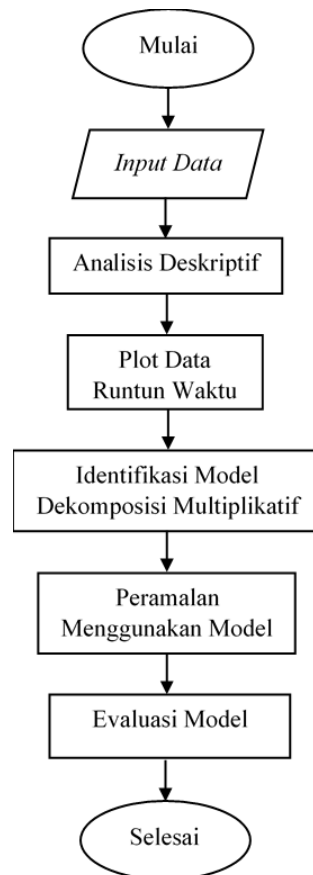 Mulai
Input Data
Analisis Deskriptif
Plot Data
Runtun Waktu
Identifikasi Model
Dekomposisi Multiplikatif
Peramalan
Menggunakan Model
Evaluasi Model
Selesai